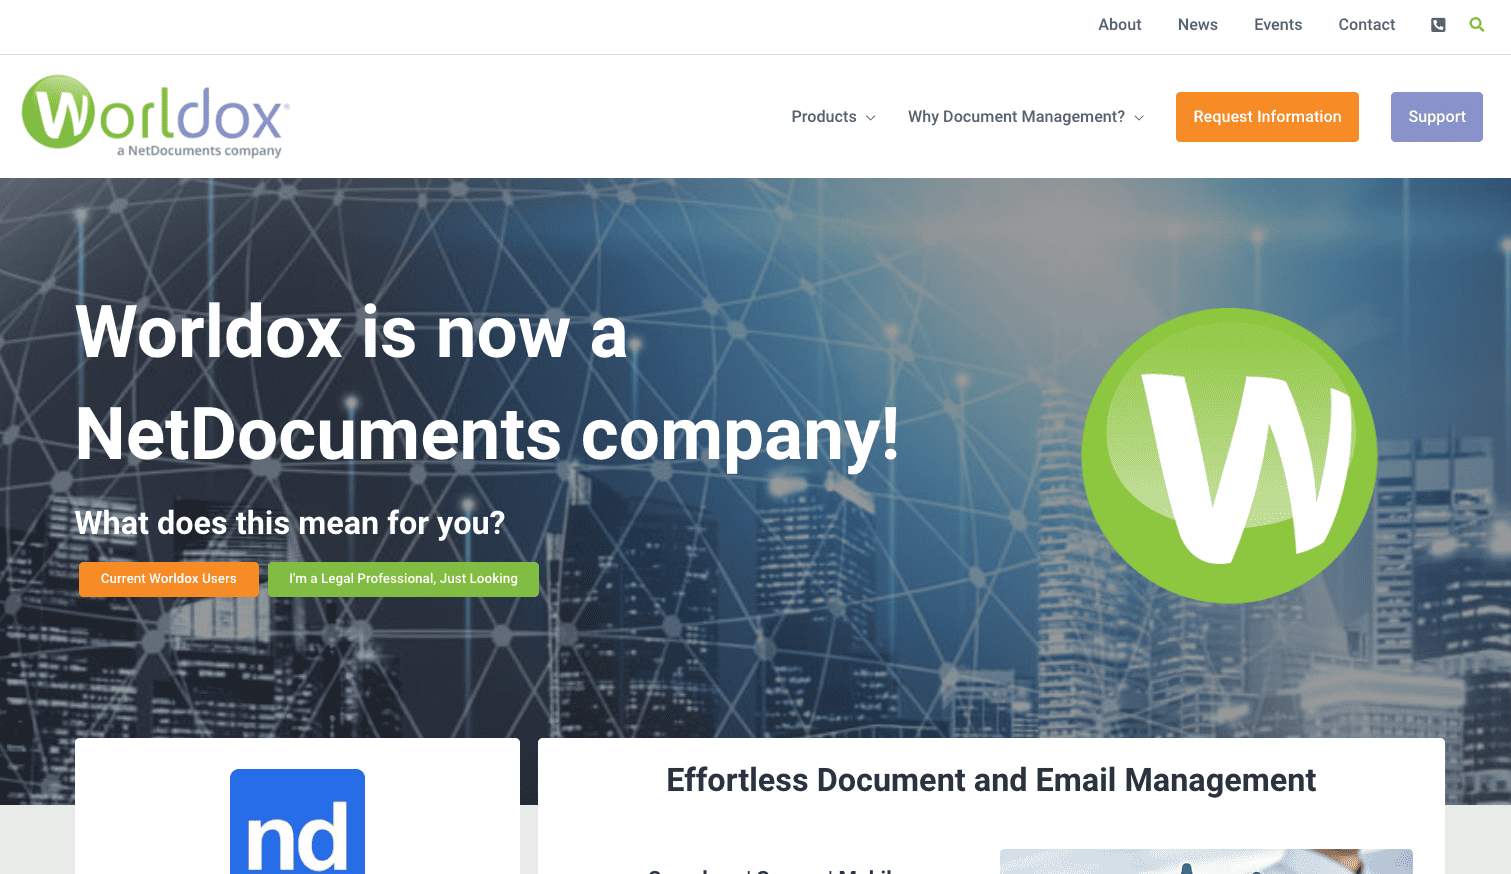 About News Events Contact
Worldox®
a NetDocuments company
Products Why Document Management? Request Information Support
Worldox is now a
NetDocuments company!
W
What does this mean for you?
Current Worldox Users I'm a Legal Professional, Just Looking
Effortless Document and Email Management
nd